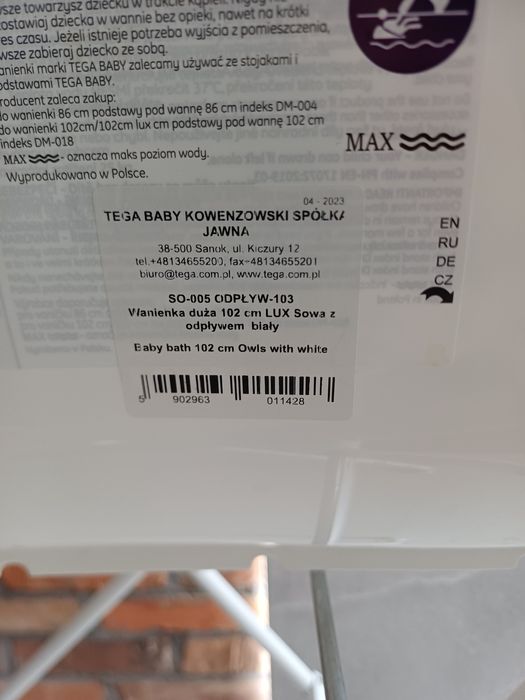 wsze towarzysz dziecku w trakcie kąpieli.
ostawiaj dziecka w wannie bez opieki, nawet na krótki
es czasu. Jeżeli istnieje potrzeba wyjścia z pomieszczenia,
wsze zabieraj dziecko ze sobą.
anienki marki TEGA BABY zalecamy używać ze stojakami i
odstawami TEGA BABY.
roducent zaleca zakup:
do wanienki 86 cm podstawy pod wannę 86 cm indeks DM-004
do wanienki 102cm/102cm lux cm podstawy pod wannę 102 cm
indeks DM-018
MAX - oznacza maks poziom wody.
Wyprodukowano w Polsce.
MAX
04 - 2023
TEGA BABY KOWENZOWSKI SPÓŁKA
JAWNA
38-500 Sanok, ul. Kiczury 12
tel.+48134655200, fax-48134655201
biuro@tega.com.pl, www.tega.com.pl
SO-005 ODPŁYW-103
Wanienka duża 102 cm LUX Sowa z
odpływem biały
Baby bath 102 cm Owls with white
5 902963 011428
EN
RU
DE
CZ